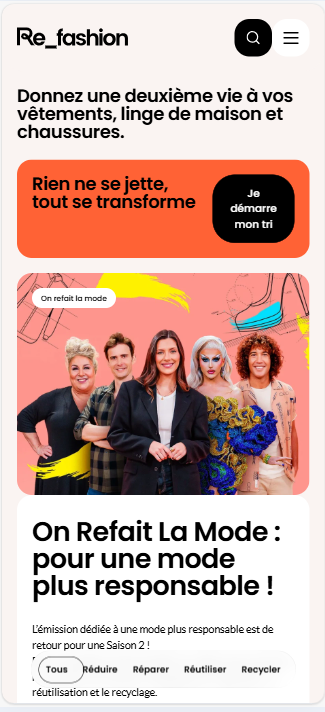 Re_fashion
Donnez une deuxième vie à vos
vêtements, linge de maison et
chaussures.
Rien ne se jette,
tout se transforme
Je
démarre
mon tri
On refait la mode
On Refait La Mode :
pour une mode
plus responsable !
L'émission dédiée à une mode plus responsable est de
retour pour une Saison 2 !
Tous Réduire Réparer Réutiliser Recycler
réutilisation et le recyclage.